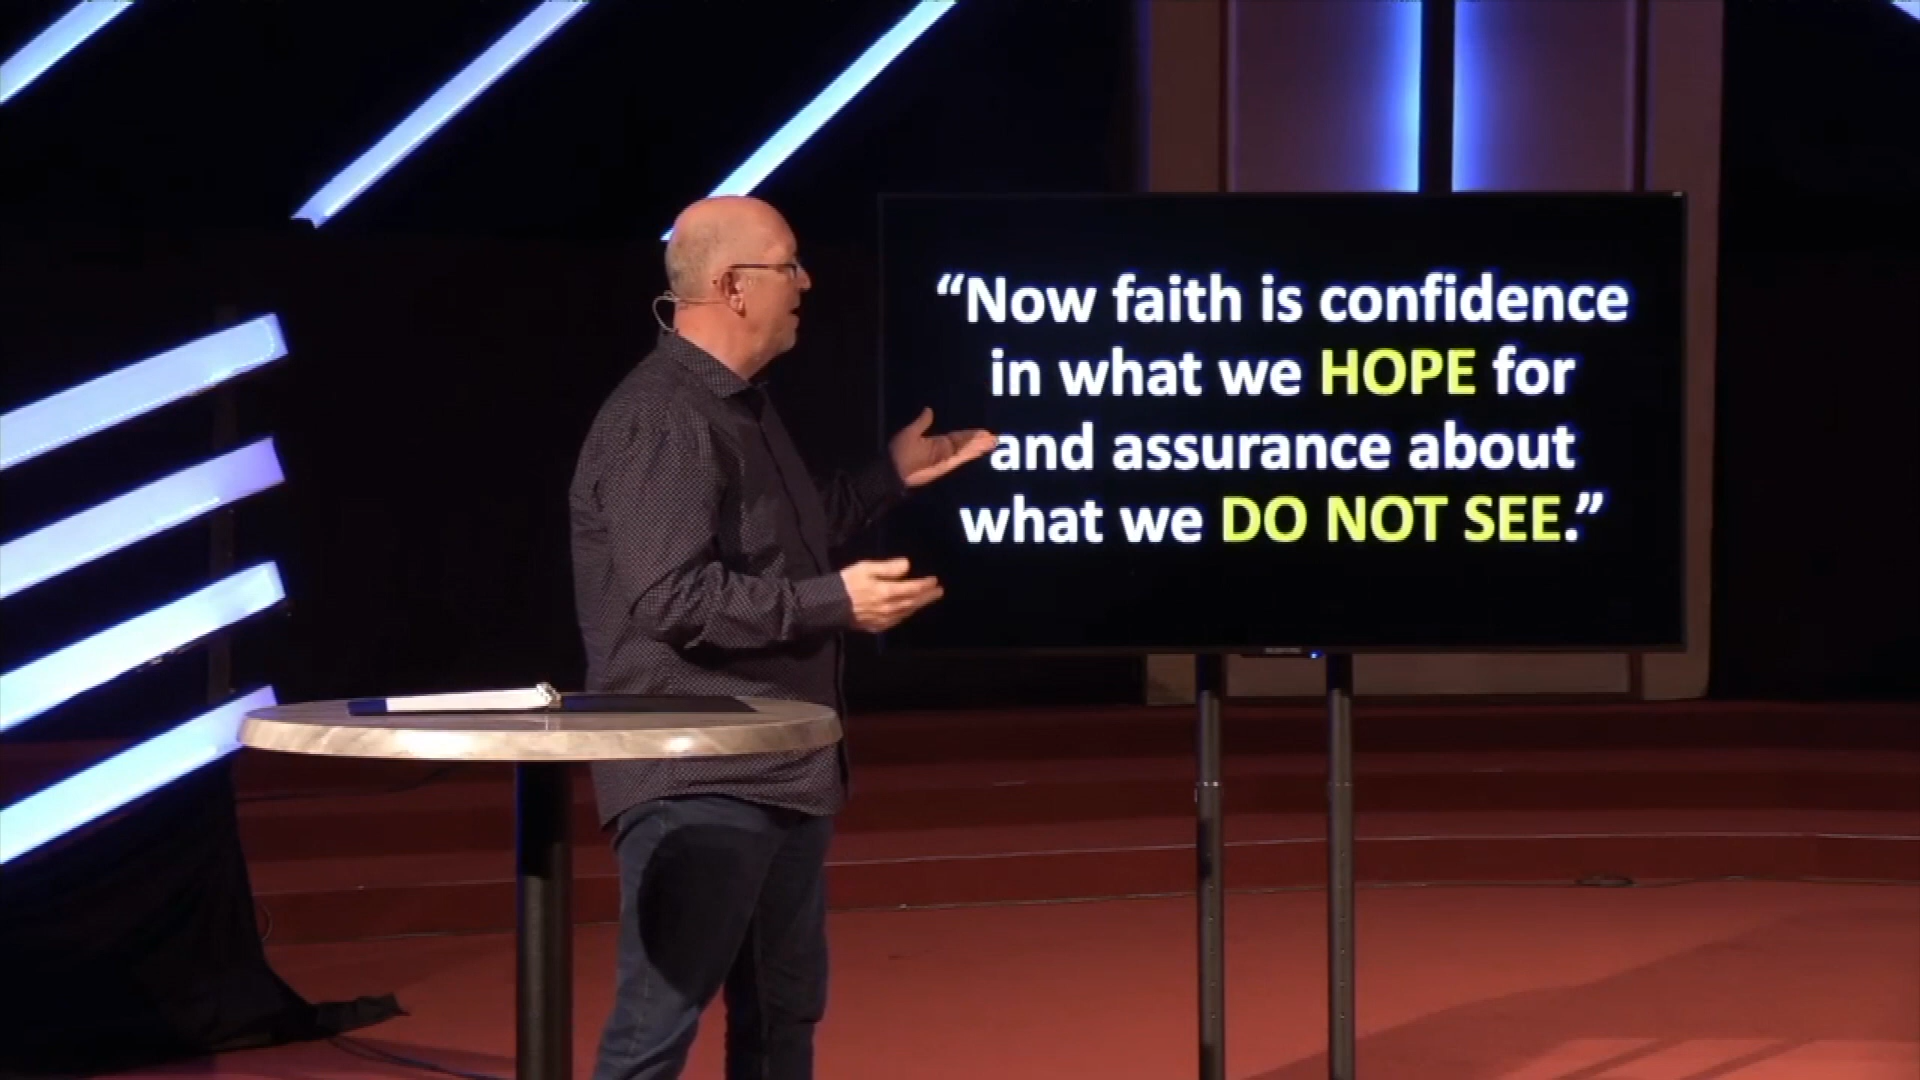 “Now faith is confidence
in what we HOPE for
and assurance about
what we DO NOT SEE.”